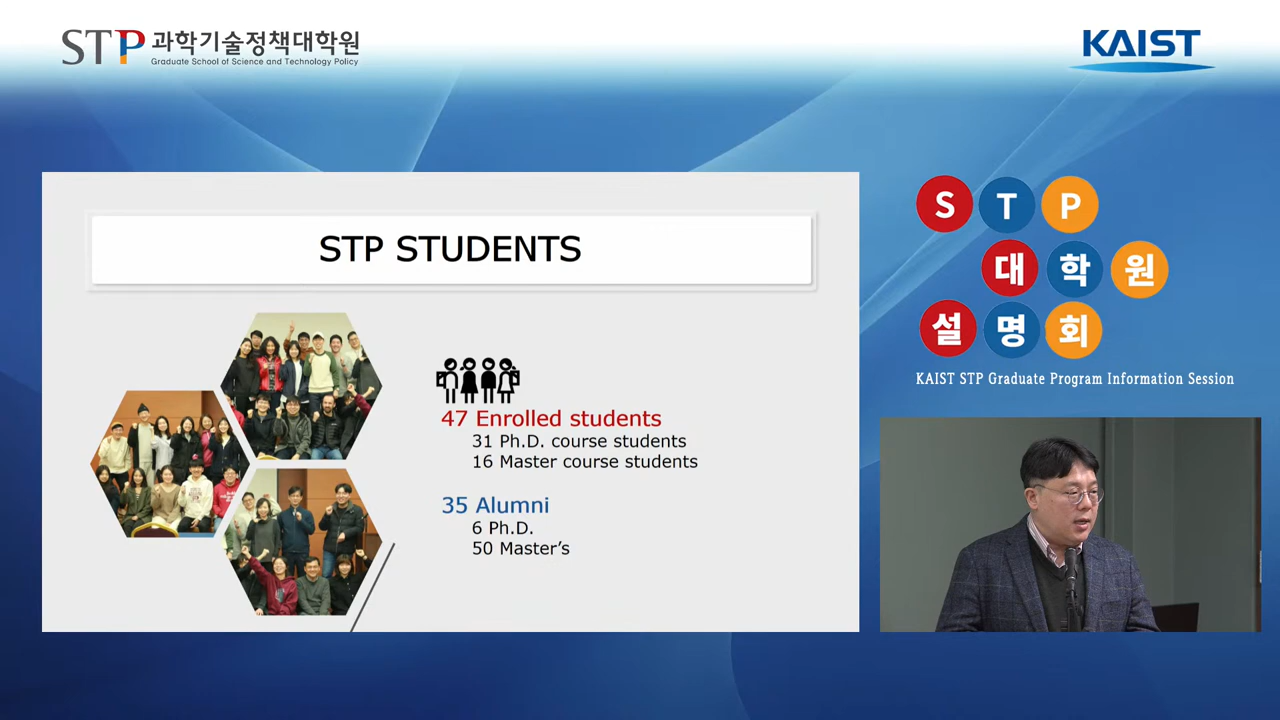 STP 과학기술정책대학원
Graduate School of Science and Technology Policy
KAIST
STP STUDENTS
47 Enrolled students
31 Ph.D. course students
16 Master course students
35 Alumni
6 Ph.D.
50 Master's
S T P
대 학 원
설 명 회
KAIST STP Graduate Program Information Session